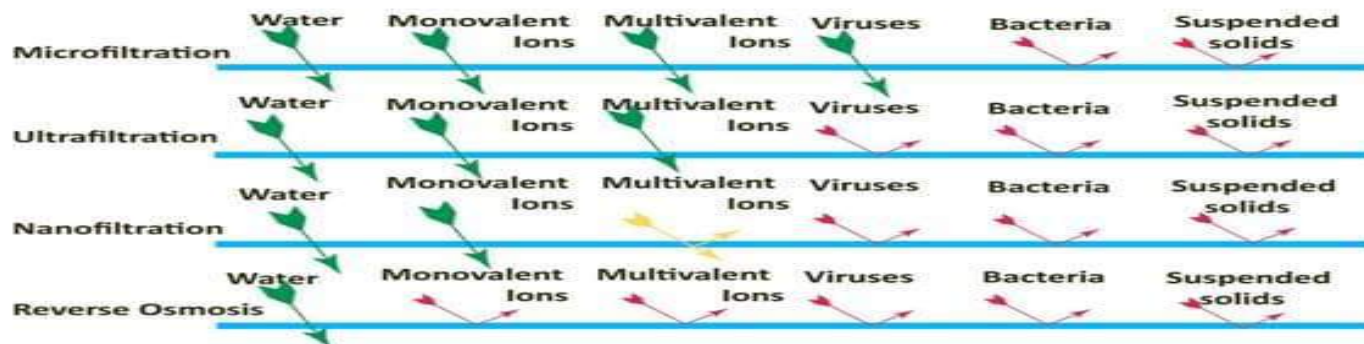 Water Monovalent Ions Multivalent Ions Viruses Bacteria Suspended solids
Microfiltration
Water Monovalent Ions Multivalent Ions Viruses Bacteria Suspended solids
Ultrafiltration
Water Monovalent Ions Multivalent Ions Viruses Bacteria Suspended solids
Nanofiltration
Water Monovalent Ions Multivalent Ions Viruses Bacteria Suspended solids
Reverse Osmosis